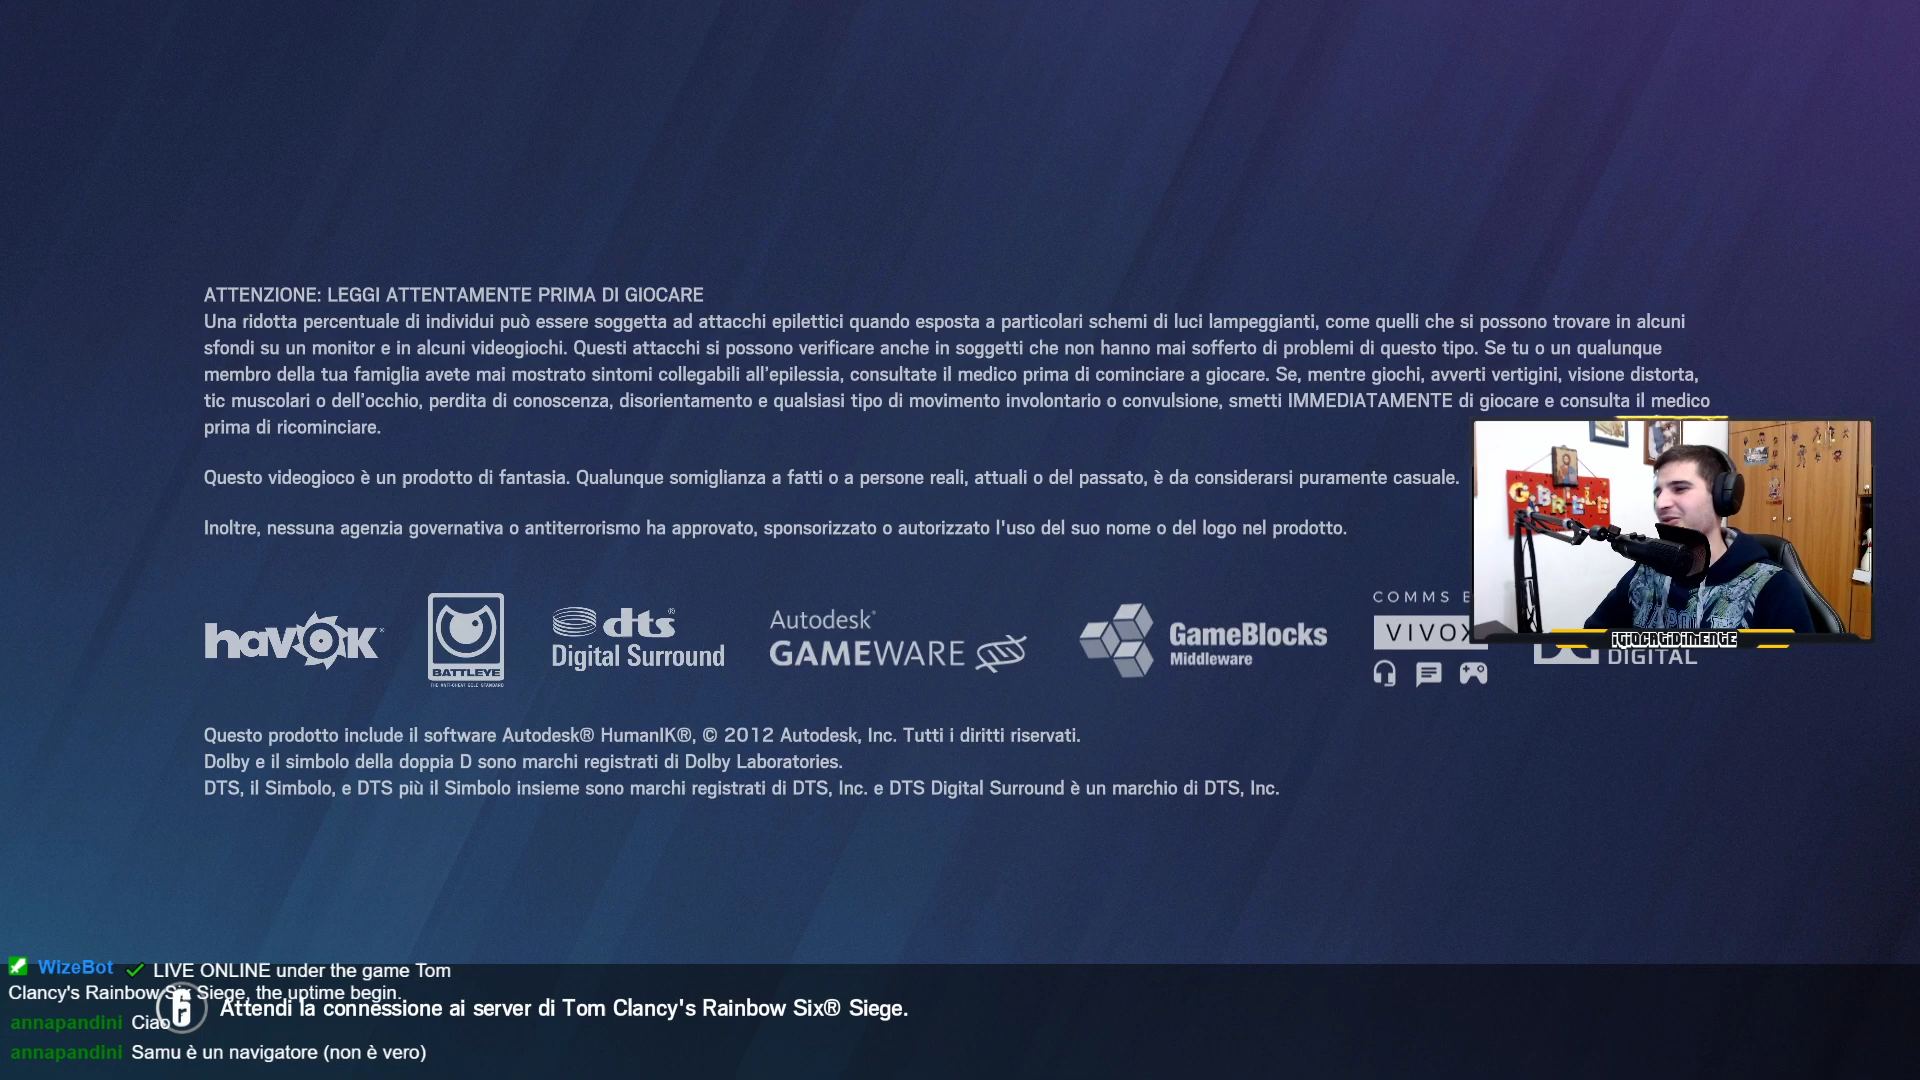 ATTENZIONE: LEGGI ATTENTAMENTE PRIMA DI GIOCARE
Una ridotta percentuale di individui può essere soggetta ad attacchi epilettici quando esposta a particolari schemi di luci lampeggianti, come quelli che si possono trovare in alcuni
sfondi su un monitor e in alcuni videogiochi. Questi attacchi si possono verificare anche in soggetti che non hanno mai sofferto di problemi di questo tipo. Se tu o un qualunque
membro della tua famiglia avete mai mostrato sintomi collegabili all'epilessia, consultate il medico prima di cominciare a giocare. Se, mentre giochi, avverti vertigini, visione distorta,
tic muscolari o dell'occhio, perdita di conoscenza, disorientamento e qualsiasi tipo di movimento involontario o convulsione, smetti IMMEDIATAMENTE di giocare e consulta il medico
prima di ricominciare.
Questo videogioco è un prodotto di fantasia. Qualunque somiglianza a fatti o a persone reali, attuali o del passato, è da considerarsi puramente casuale.
Inoltre, nessuna agenzia governativa o antiterrorismo ha approvato, sponsorizzato o autorizzato l'uso del suo nome o del logo nel prodotto.
GABRIELE
iGIOCATIDIMENTE
havok®
BATTLEYE
THE ANTI-CHEAT GOLD STANDARD
dts®
Digital Surround
Autodesk®
GAMEWARE
GameBlocks
Middleware
COMMS
VIVOX
DIGITAL
Questo prodotto include il software Autodesk® HumanIK®, © 2012 Autodesk, Inc. Tutti i diritti riservati.
Dolby e il simbolo della doppia D sono marchi registrati di Dolby Laboratories.
DTS, il Simbolo, e DTS più il Simbolo insieme sono marchi registrati di DTS, Inc. e DTS Digital Surround è un marchio di DTS, Inc.
WizeBot LIVE ONLINE under the game Tom
Clancy's Rainbow Six Siege, the uptime begin.
Attendi la connessione ai server di Tom Clancy's Rainbow Six® Siege.
annapandini Ciao
annapandini Samu è un navigatore (non è vero)